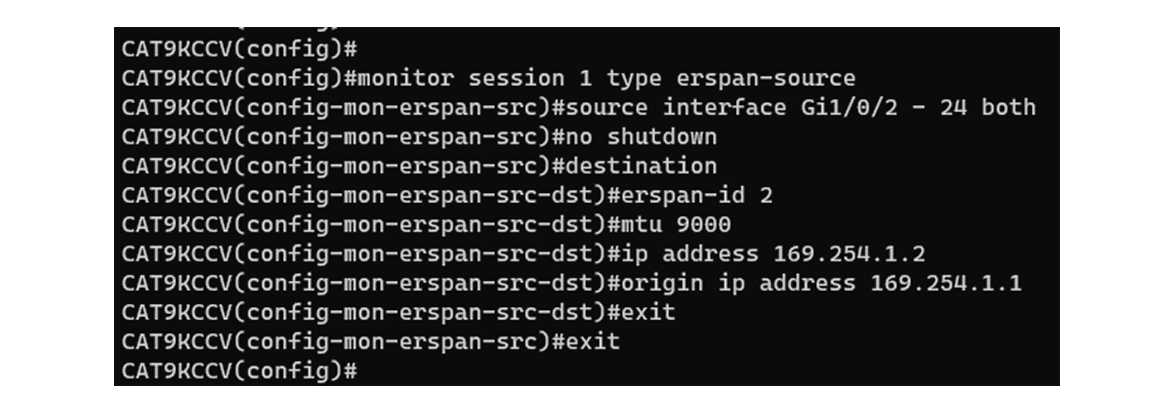 CAT9KCCV(config)#
CAT9KCCV(config)#monitor session 1 type erspan-source
CAT9KCCV(config-mon-erspan-src)#source interface Gi1/0/2 - 24 both
CAT9KCCV(config-mon-erspan-src)#no shutdown
CAT9KCCV(config-mon-erspan-src)#destination
CAT9KCCV(config-mon-erspan-src-dst)#erspan-id 2
CAT9KCCV(config-mon-erspan-src-dst)#mtu 9000
CAT9KCCV(config-mon-erspan-src-dst)#ip address 169.254.1.2
CAT9KCCV(config-mon-erspan-src-dst)#origin ip address 169.254.1.1
CAT9KCCV(config-mon-erspan-src-dst)#exit
CAT9KCCV(config-mon-erspan-src)#exit
CAT9KCCV(config)#